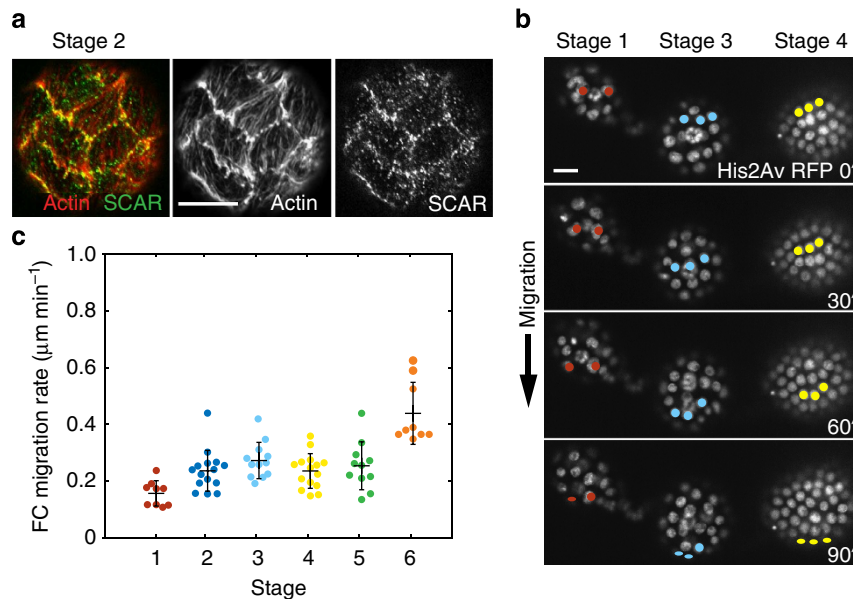 a
Stage 2
Actin SCAR
Actin
SCAR
b
Stage 1 Stage 3 Stage 4
His2Av RFP 0'
30'
60'
90'
Migration
c
FC migration rate (μm min−1)
1.0
0.8
0.6
0.4
0.2
0
1 2 3 4 5 6
Stage